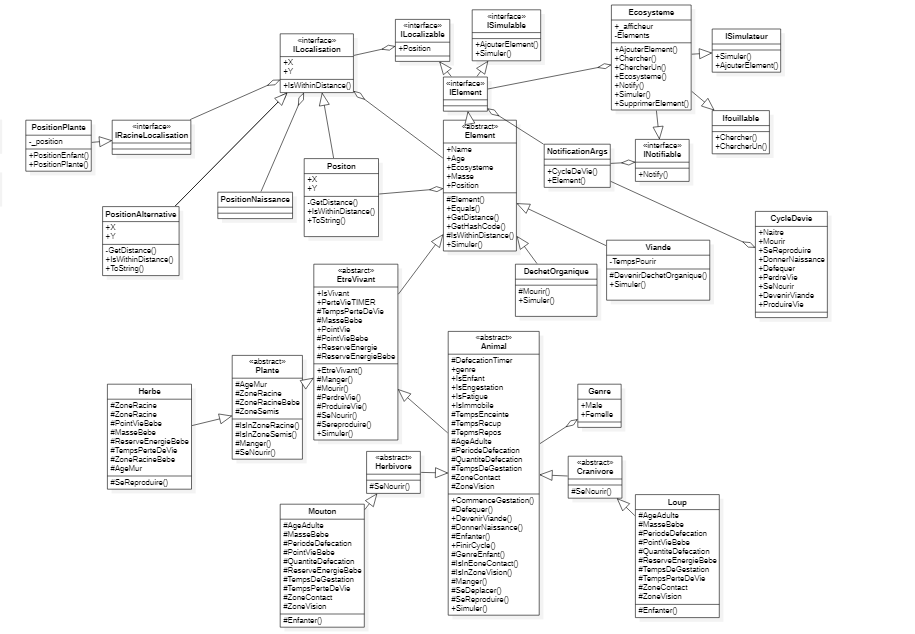 «interface»
ILocalisation
+X
+Y
+IsWithinDistance()
«interface»
ILocalizable
+Position
«interface»
ISimulable
+AjouterElement()
+Simuler()
Ecosysteme
+_afficheur
-Elements
+AjouterElement()
+Chercher()
+ChercherUn()
+Ecosysteme()
+Notify()
+Simuler()
+SupprimerElement()
ISimulateur
+Simuler()
+AjouterElement()
«interface»
IElement
Ifouillable
+Chercher()
+ChercherUn()
PositionPlante
-_position
+PositionEnfant()
+PositionPlante()
«interface»
IRacineLocalisation
«abstract»
Element
+Name
+Age
+Ecosysteme
+Masse
+Position
#Element()
+Equals()
+GetDistance()
+GetHashCode()
#IsWithinDistance()
+Simuler()
NotificationArgs
+CycleDeVie()
+Element()
«interface»
INotifiable
+Notify()
Positon
+X
+Y
-GetDistance()
+IsWithinDistance()
+ToString()
PositionNaissance
PositionAlternative
+X
+Y
-GetDistance()
+IsWithinDistance()
+ToString()
CycleDevie
+Naitre
+Mourir
+SeReproduire
+DonnerNaissance
+Defequer
+PerdreVie
+SeNourir
+DevenirViande
+ProduireVie
Viande
-TempsPourir
#DevenirDechetOrganique()
+Simuler()
DechetOrganique
#Mourir()
+Simuler()
«abstarct»
EtreVivant
+IsVivant
+PerteVieTIMER
#TempsPerteDeVie
#MasseBebe
+PointVie
#PointVieBebe
+ReserveEnergie
#ReserveEnergieBebe
+EtreVivant()
#Manger()
#Mourir()
#PerdreVie()
#ProduireVie()
#SeNourir()
#Sereproduire()
+Simuler()
«abstract»
Animal
#DefecationTimer
+genre
+IsEnfant
+IsEngestation
+IsFatigue
+IsImmobile
#TempsEnceinte
#TempsRecup
#TepmsRepos
#AgeAdulte
#PeriodeDefecation
#QuantiteDefecation
#TempsDeGestation
#ZoneContact
#ZoneVision
+CommenceGestation()
#Defequer()
+DevenirViande()
#DonnerNaissance()
#Enfanter()
+FinirCycle()
#GenreEnfant()
#IsInEoneContact()
#IsInZoneVision()
#Manger()
#SeDeplacer()
#SeReproduire()
+Simuler()
«abstract»
Plante
#AgeMur
#ZoneRacine
#ZoneRacineBebe
#ZoneSemis
#IsInZoneRacine()
#IsInZoneSemis()
#Manger()
#SeNourir()
Herbe
#ZoneRacine
#ZoneRacine
#PointVieBebe
#MasseBebe
#ReserveEnergieBebe
#TempsPerteDeVie
#ZoneRacineBebe
#AgeMur
#SeReproduire()
Genre
+Male
+Femelle
«abstract»
Herbivore
#SeNourir()
«abstract»
Cranivore
#SeNourir()
Mouton
#AgeAdulte
#MasseBebe
#PeriodeDefecation
#PointVieBebe
#QuantiteDefecation
#ReserveEnergieBebe
#TempsDeGestation
#TempsPerteDeVie
#ZoneContact
#ZoneVision
#Enfanter()
Loup
#AgeAdulte
#MasseBebe
#PeriodeDefecation
#PointVieBebe
#QuantiteDefecation
#ReserveEnergieBebe
#TempsDeGestation
#TempsPerteDeVie
#ZoneContact
#ZoneVision
#Enfanter()